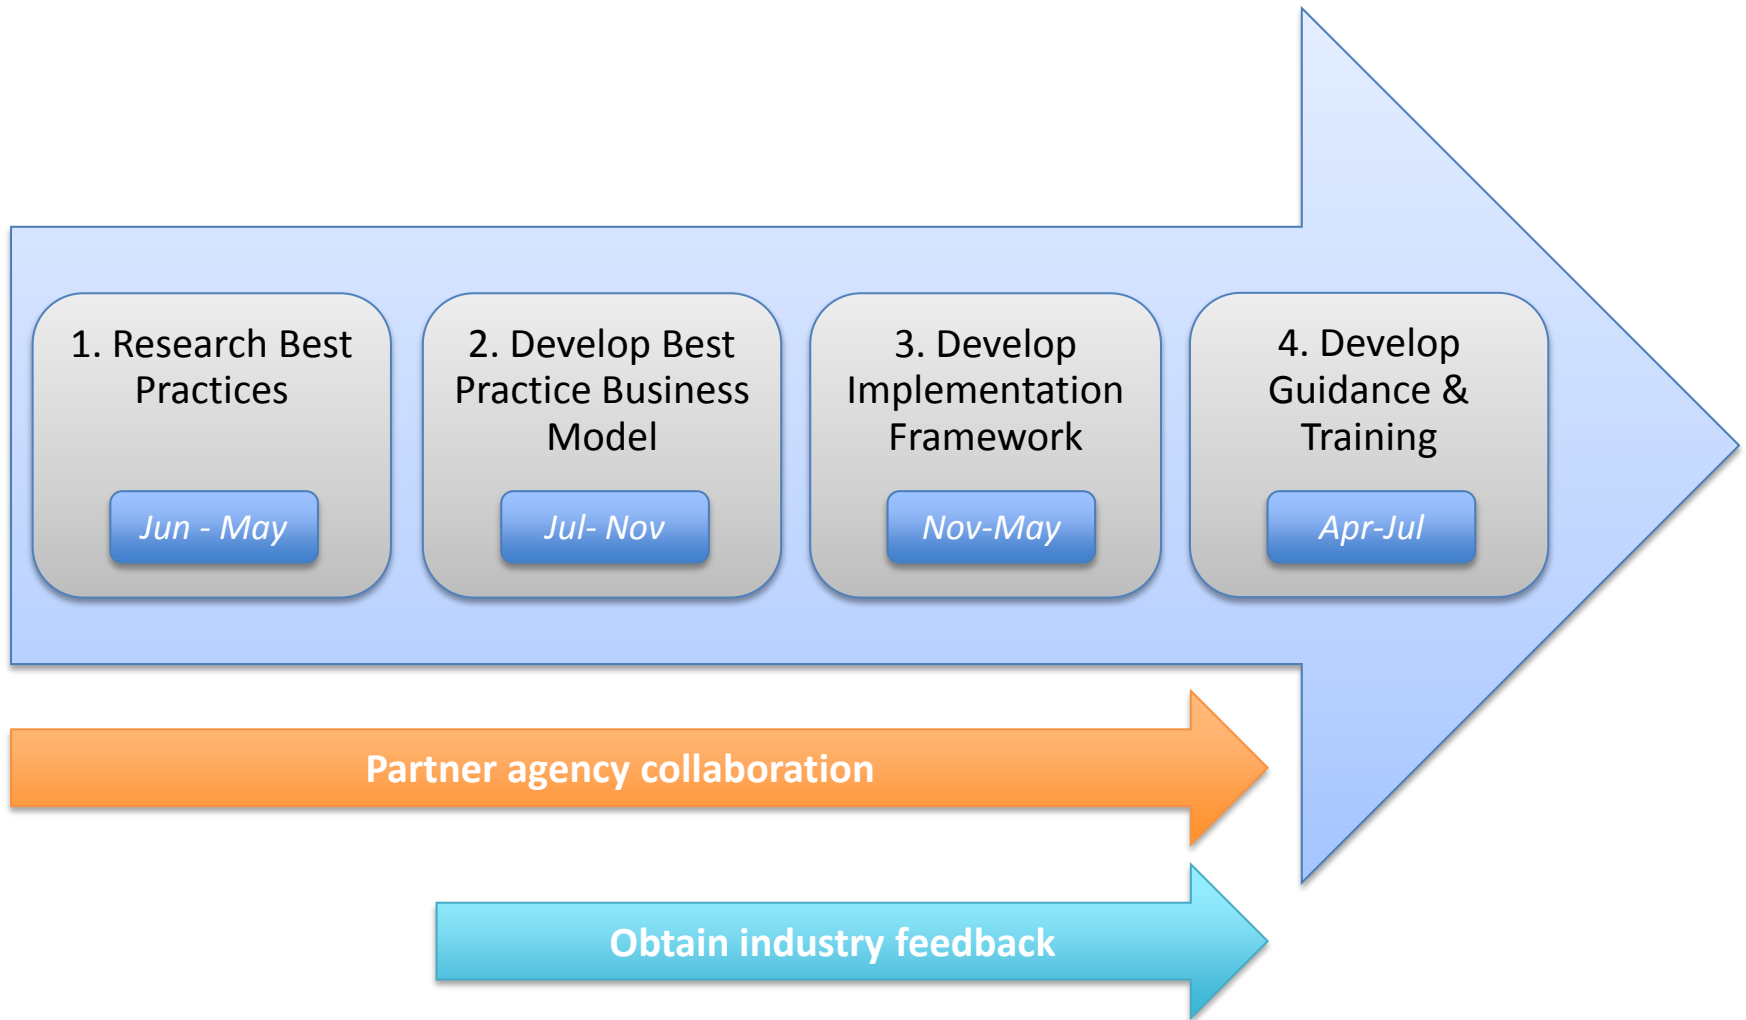 1. Research Best
Practices
Jun - May
2. Develop Best
Practice Business
Model
Jul- Nov
3. Develop
Implementation
Framework
Nov-May
4. Develop
Guidance &
Training
Apr-Jul
Partner agency collaboration
Obtain industry feedback